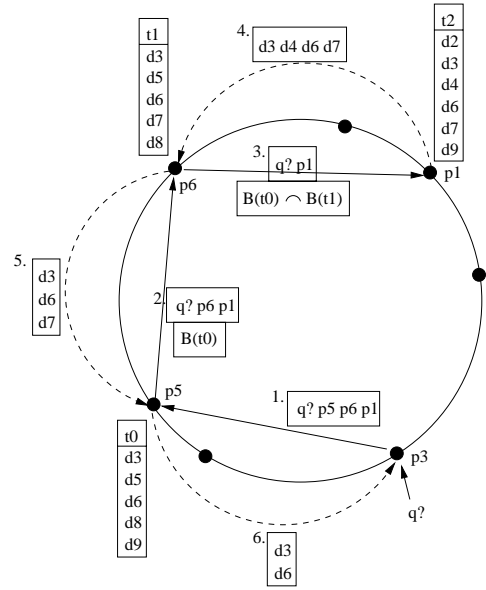 t1
d3
d5
d6
d7
d8
4.
d3 d4 d6 d7
t2
d2
d3
d4
d6
d7
d9
3.
q? p1
B(t0) ⌒ B(t1)
p6
p1
5.
d3
d6
d7
2.
q? p6 p1
B(t0)
p5
1.
q? p5 p6 p1
t0
d3
d5
d6
d8
d9
p3
q?
6.
d3
d6